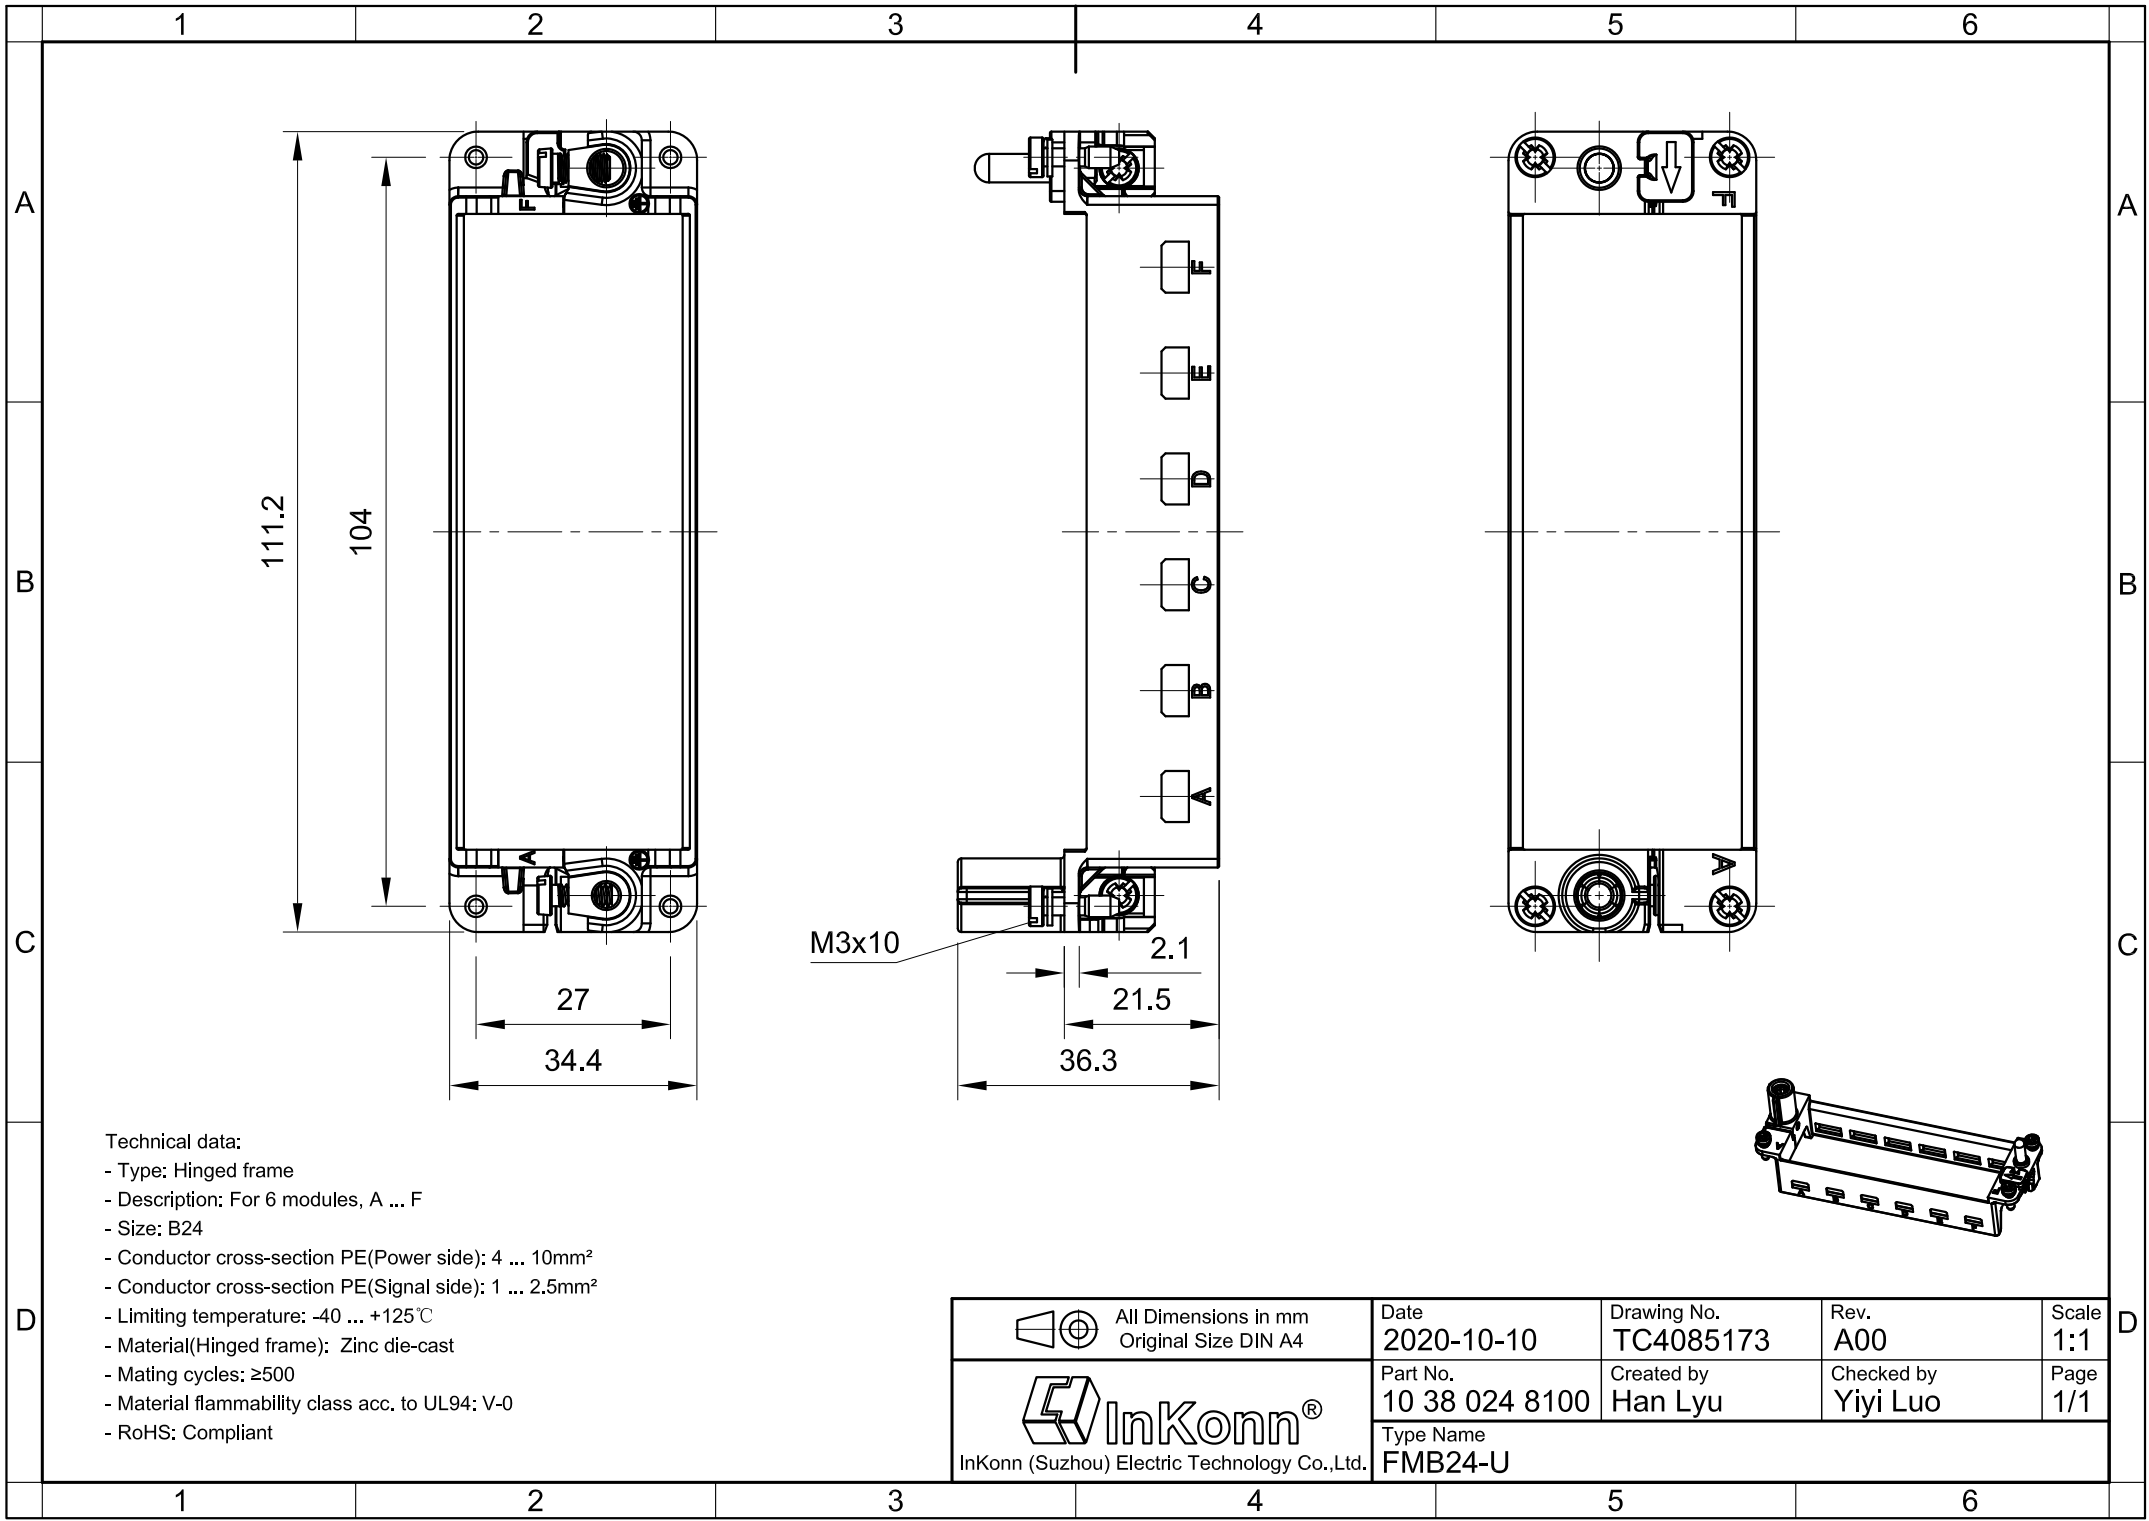 1 2 3 4 5 6
A A
B B
C C
D D
F
A
111.2
104
27
34.4
F
E
D
C
B
A
M3x10
2.1
21.5
36.3
F
A
Technical data:
- Type: Hinged frame
- Description: For 6 modules, A ... F
- Size: B24
- Conductor cross-section PE(Power side): 4 ... 10mm²
- Conductor cross-section PE(Signal side): 1 ... 2.5mm²
- Limiting temperature: -40 ... +125℃
- Material(Hinged frame): Zinc die-cast
- Mating cycles: ≥500
- Material flammability class acc. to UL94: V-0
- RoHS: Compliant
All Dimensions in mm
Original Size DIN A4
InKonn®
InKonn (Suzhou) Electric Technology Co.,Ltd.
Date
2020-10-10
Drawing No.
TC4085173
Rev.
A00
Scale
1:1
Part No.
10 38 024 8100
Created by
Han Lyu
Checked by
Yiyi Luo
Page
1/1
Type Name
FMB24-U
1 2 3 4 5 6